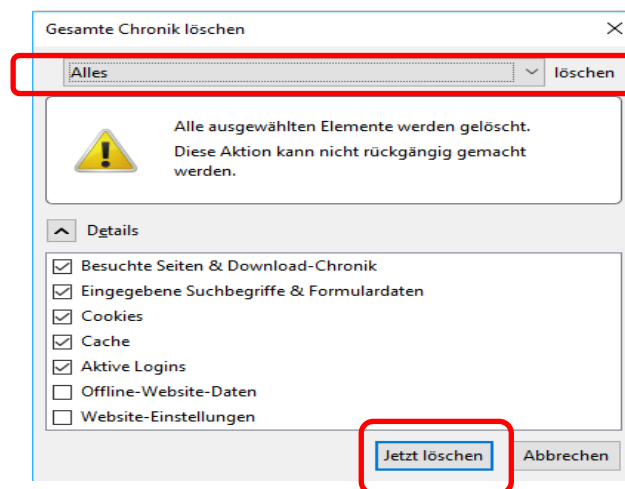 Gesamte Chronik löschen
Alles löschen
Alle ausgewählten Elemente werden gelöscht.
Diese Aktion kann nicht rückgängig gemacht
werden.
Details
Besuchte Seiten & Download-Chronik
Eingegebene Suchbegriffe & Formulardaten
Cookies
Cache
Aktive Logins
Offline-Website-Daten
Website-Einstellungen
Jetzt löschen Abbrechen